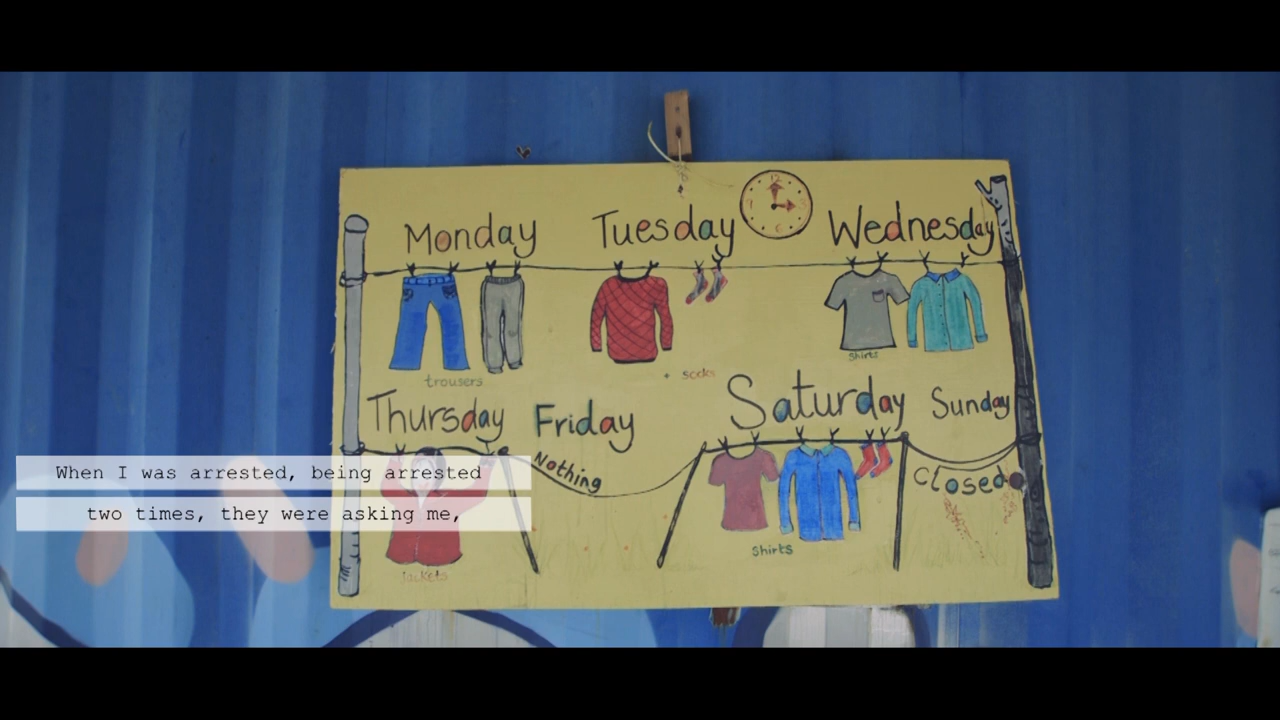 Monday Tuesday Wednesday
trousers
socks
shirts
Thursday Friday Saturday Sunday
Nothing
Closed
When I was arrested, being arrested
two times, they were asking me,
shirts
jackets